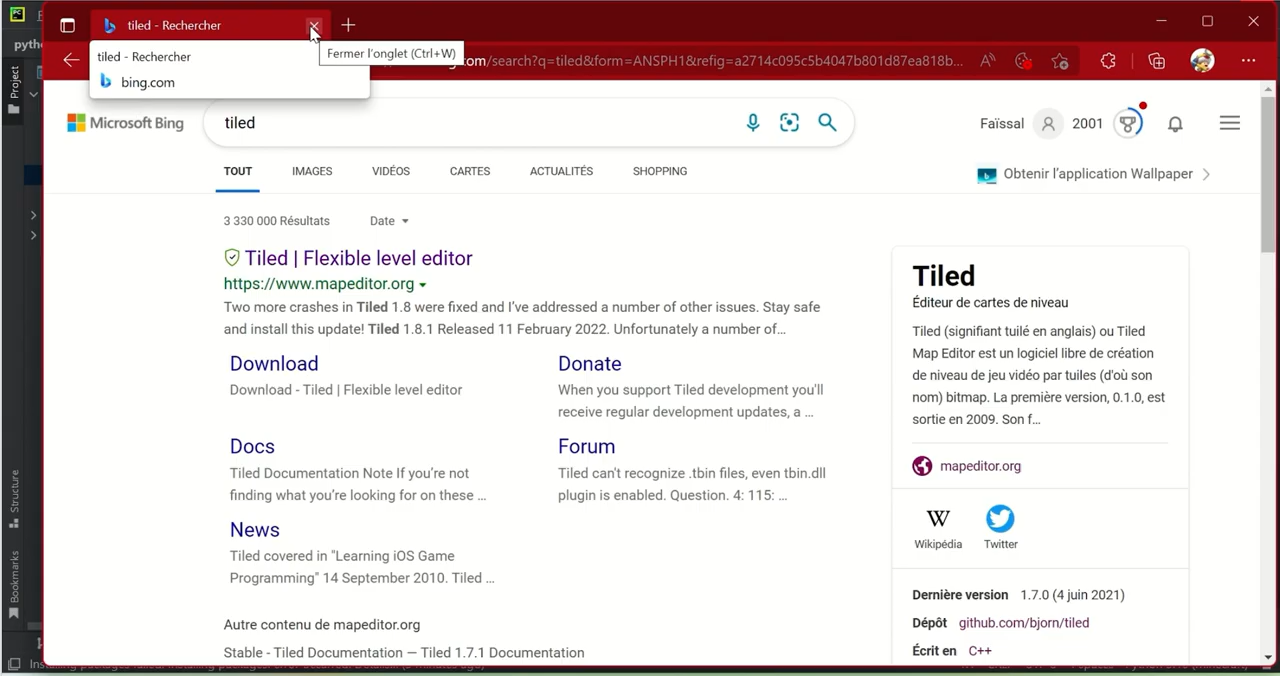 PC
tiled - Rechercher
Fermer l'onglet (Ctrl+W)
tiled - Rechercher
bing.com
om/search?q=tiled&form=ANSPH1&refig=a2714c095c5b4047b801d87ea818b...
pyth
Project
Structure
Bookmarks
Microsoft Bing
tiled
Faïssal
2001
TOUT
IMAGES
VIDÉOS
CARTES
ACTUALITÉS
SHOPPING
Obtenir l'application Wallpaper
3 330 000 Résultats
Date
Tiled | Flexible level editor
https://www.mapeditor.org
Two more crashes in Tiled 1.8 were fixed and I've addressed a number of other issues. Stay safe
and install this update! Tiled 1.8.1 Released 11 February 2022. Unfortunately a number of...
Download
Download - Tiled | Flexible level editor
Donate
When you support Tiled development you'll
receive regular development updates, a ...
Docs
Tiled Documentation Note If you're not
finding what you're looking for on these ...
Forum
Tiled can't recognize .tbin files, even tbin.dll
plugin is enabled. Question. 4: 115: ...
News
Tiled covered in "Learning iOS Game
Programming" 14 September 2010. Tiled ...
Autre contenu de mapeditor.org
Stable - Tiled Documentation — Tiled 1.7.1 Documentation
Tiled
Éditeur de cartes de niveau
Tiled (signifiant tuilé en anglais) ou Tiled
Map Editor est un logiciel libre de création
de niveau de jeu vidéo par tuiles (d'où son
nom) bitmap. La première version, 0.1.0, est
sortie en 2009. Son f...
mapeditor.org
W
Wikipédia
Twitter
Dernière version 1.7.0 (4 juin 2021)
Dépôt github.com/bjorn/tiled
Écrit en C++